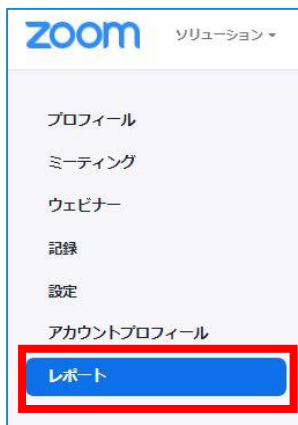 zoom
ソリューション
プロフィール
ミーティング
ウェビナー
記録
設定
アカウントプロフィール
レポート